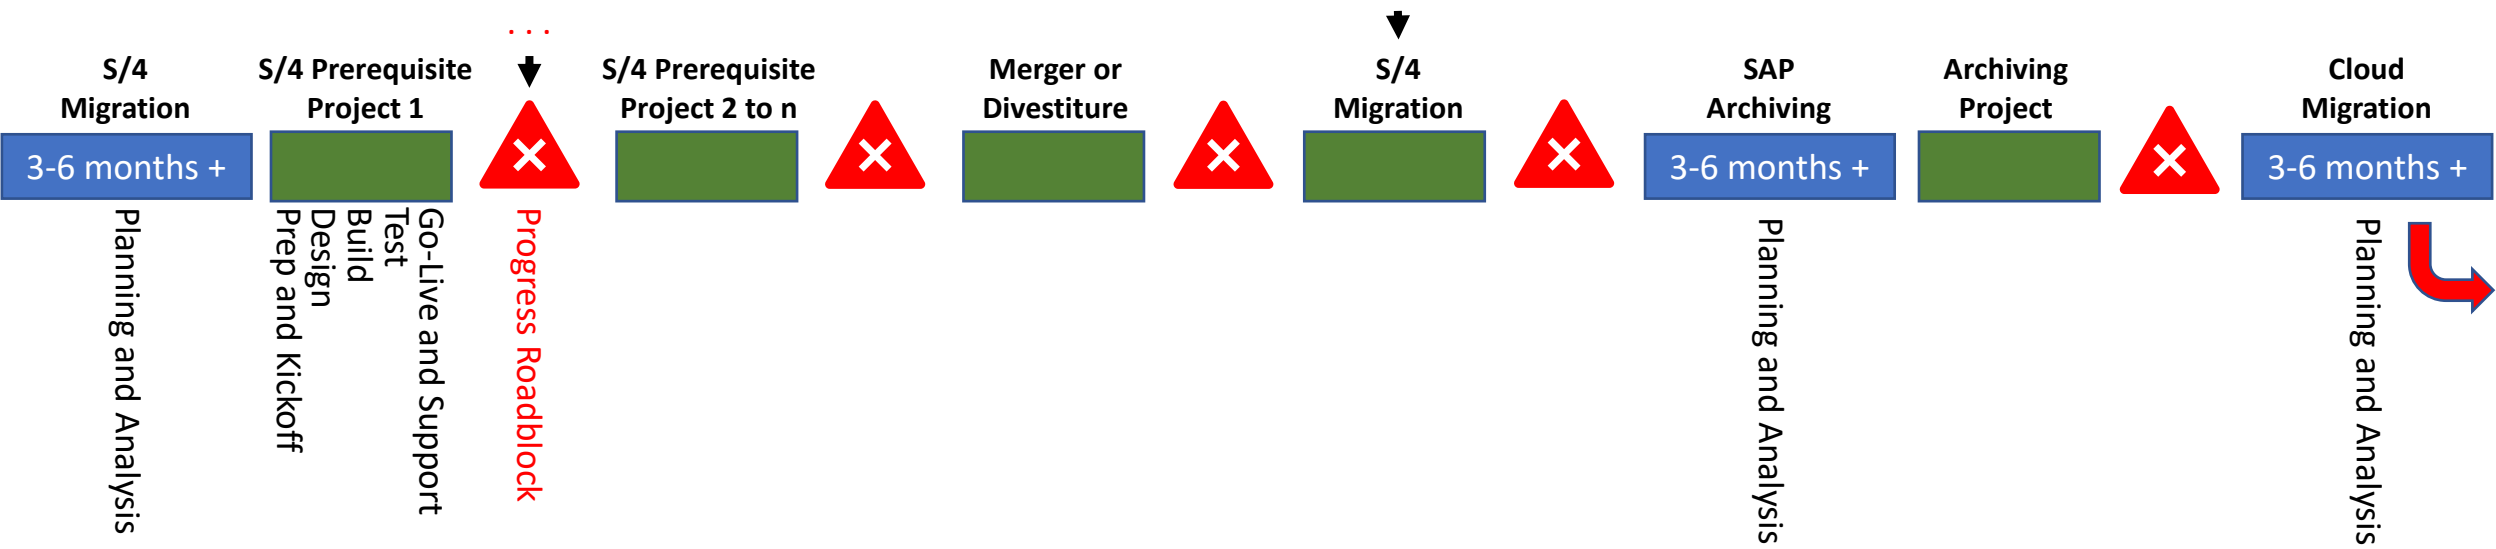 . . .
S/4
Migration
S/4 Prerequisite
Project 1
S/4 Prerequisite
Project 2 to n
Merger or
Divestiture
S/4
Migration
SAP
Archiving
Archiving
Project
Cloud
Migration
3-6 months +
3-6 months +
3-6 months +
Planning and Analysis
Prep and Kickoff
Design
Build
Test
Go-Live and Support
Progress Roadblock
Planning and Analysis
Planning and Analysis